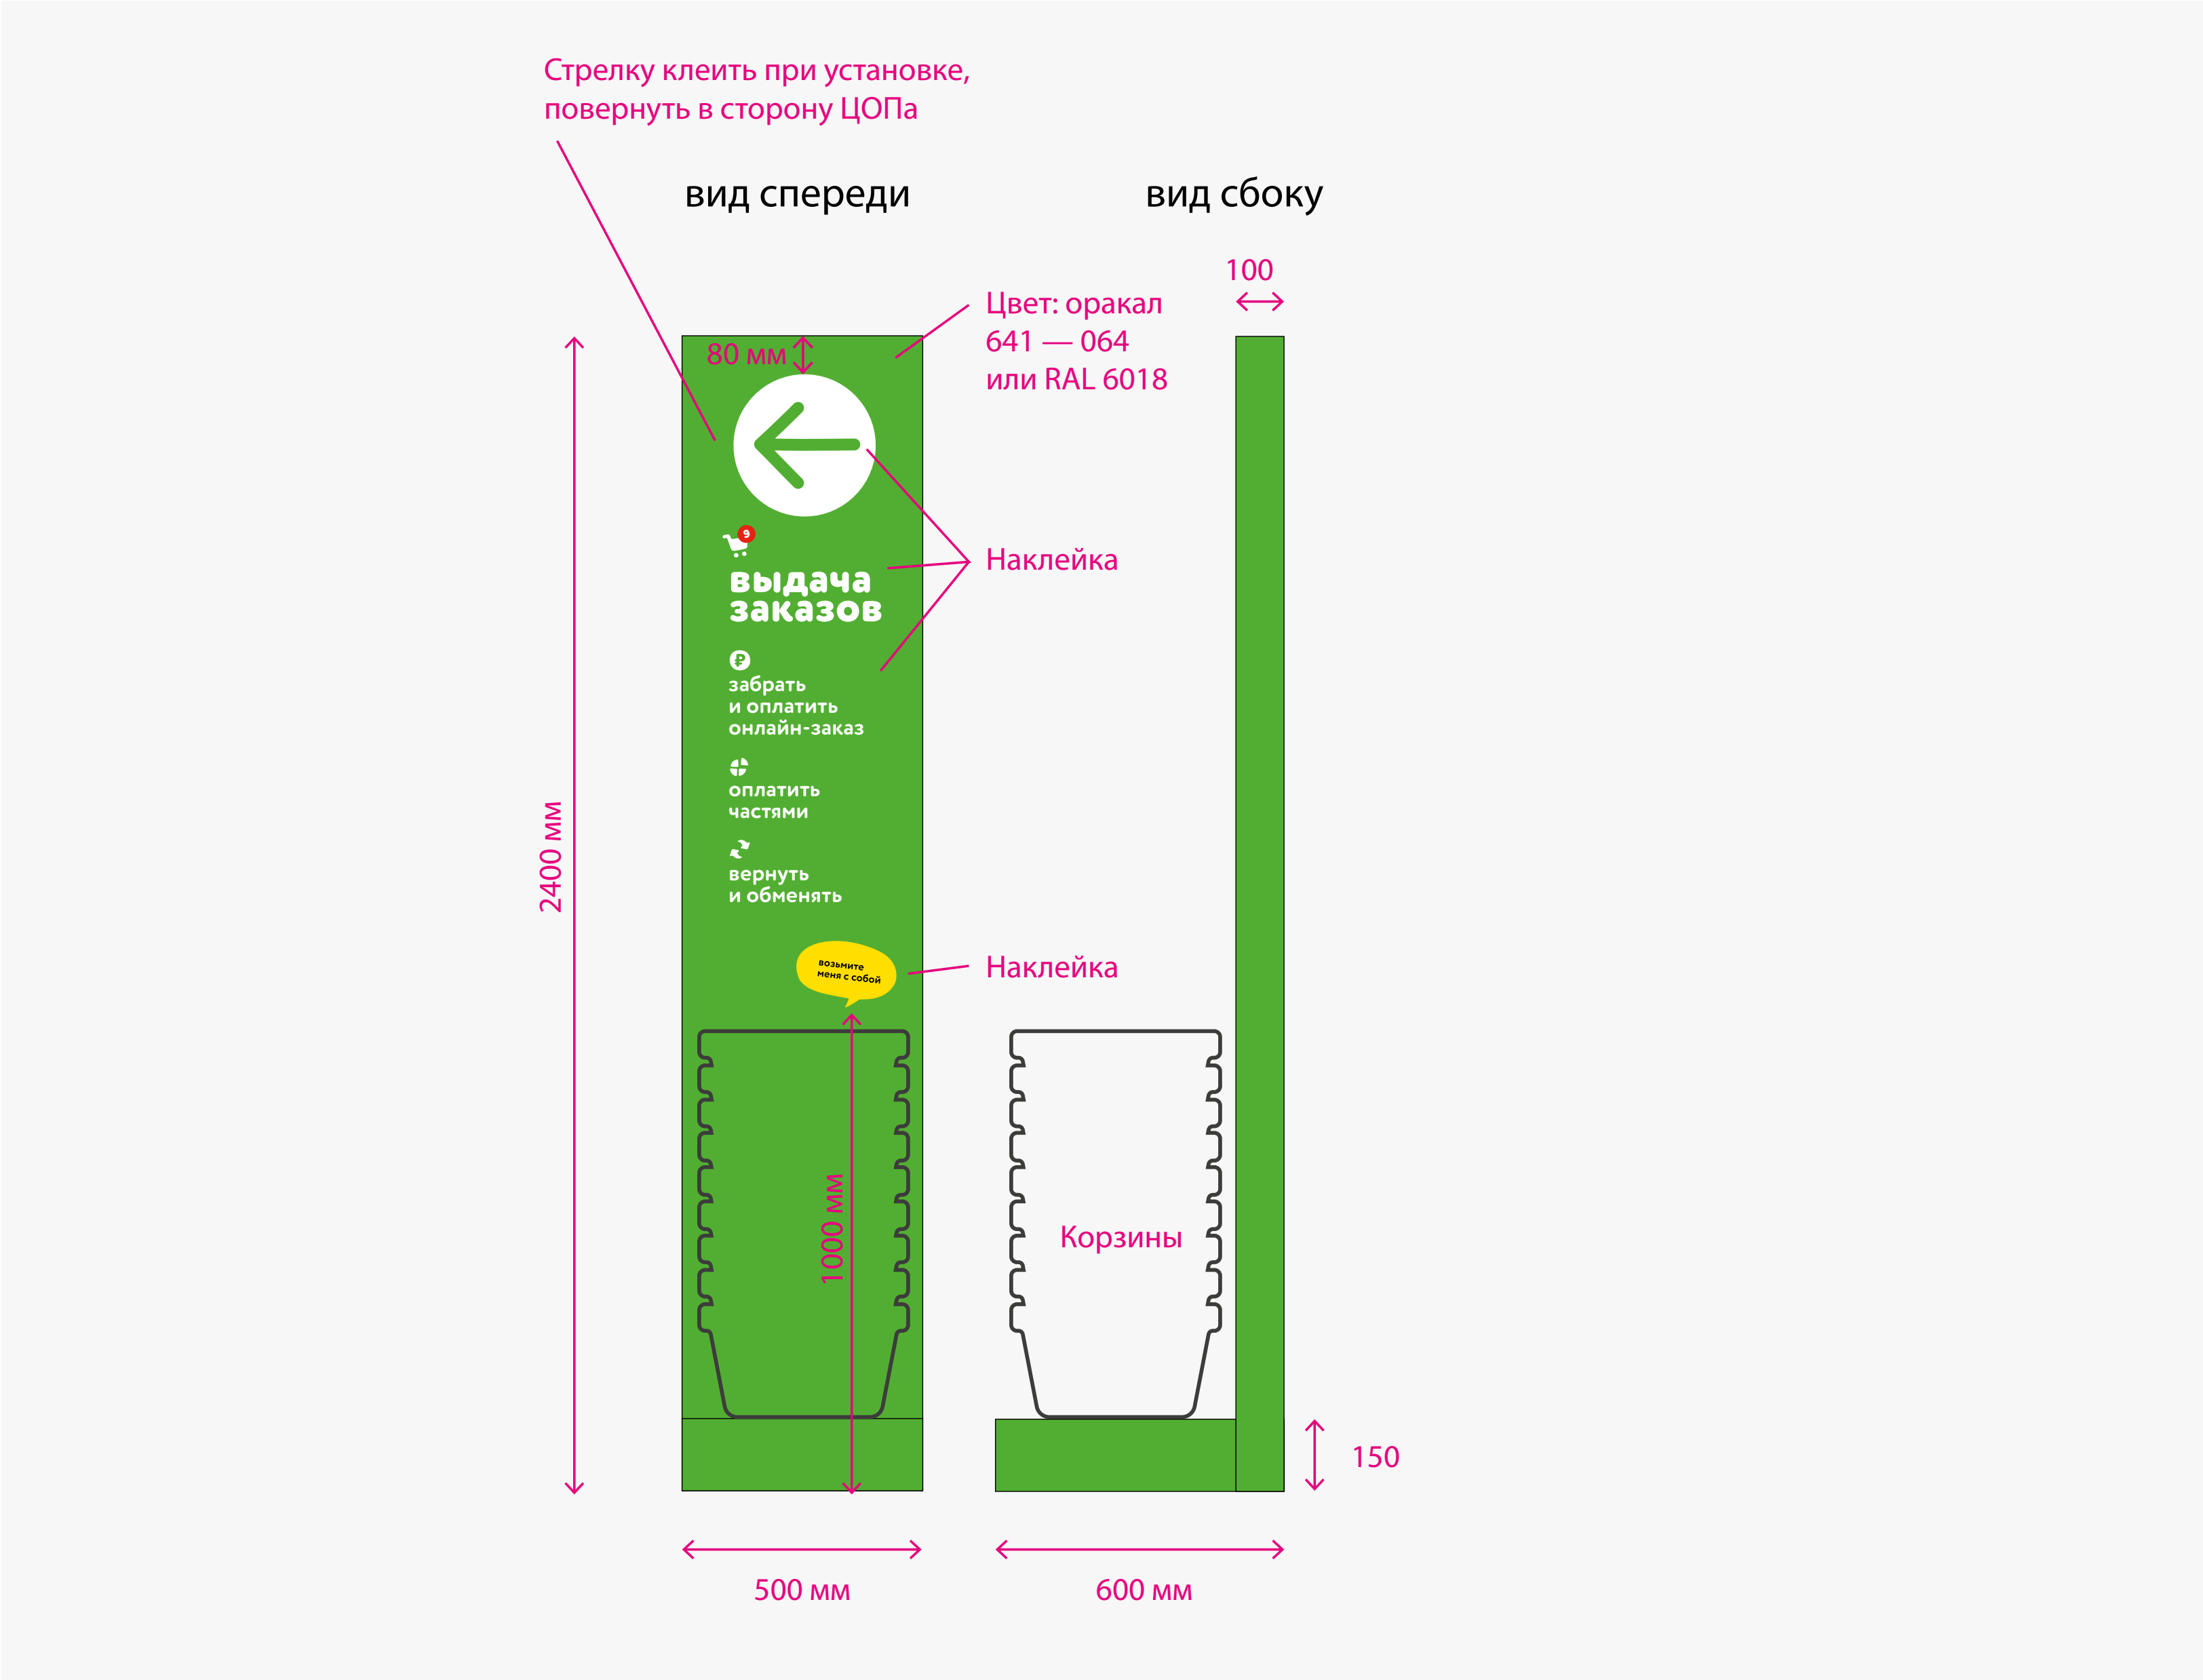 Стрелку клеить при установке,
повернуть в сторону ЦОПа
вид спереди
вид сбоку
100
Цвет: оракал
641 — 064
или RAL 6018
80 мм
9
Наклейка
выдача
заказов
₽
забрать
и оплатить
онлайн-заказ
оплатить
частями
2400 мм
вернуть
и обменять
возьмите
меня с собой
Наклейка
1000 мм
Корзины
150
500 мм
600 мм